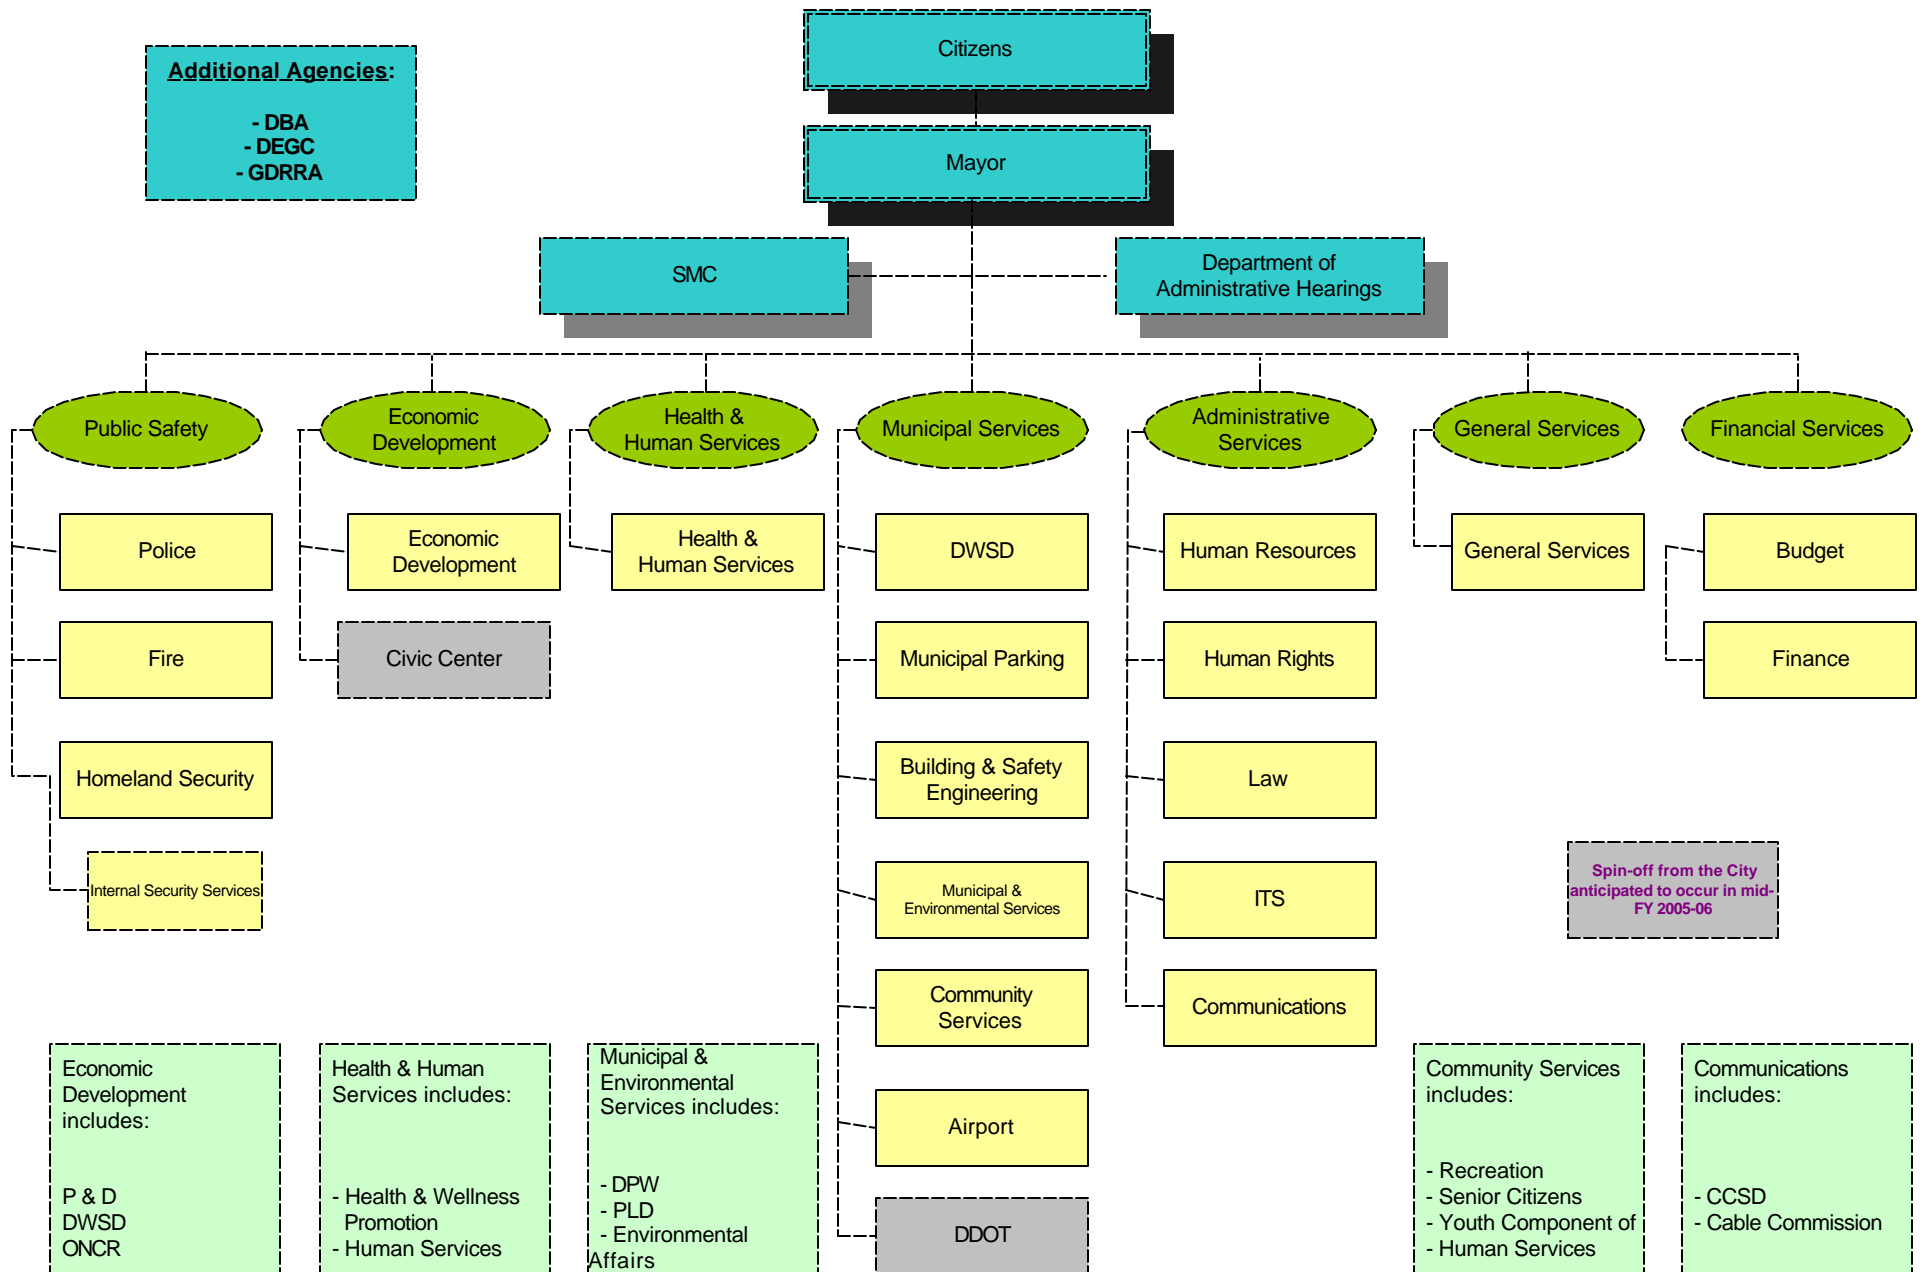 Citizens
Additional Agencies:
- DBA
- DEGC
- GDRRA
Mayor
SMC
Department of
Administrative Hearings
Public Safety
Economic
Development
Health &
Human Services
Municipal Services
Administrative
Services
General Services
Financial Services
Police
Economic
Development
Health &
Human Services
DWSD
Human Resources
General Services
Budget
Fire
Civic Center
Municipal Parking
Human Rights
Finance
Homeland Security
Building & Safety
Engineering
Law
Internal Security Services
Municipal &
Environmental Services
ITS
Spin-off from the City
anticipated to occur in mid-
FY 2005-06
Community
Services
Communications
Airport
DDOT
Economic
Development
includes:
P & D
DWSD
ONCR
Health & Human
Services includes:
- Health & Wellness
Promotion
- Human Services
Municipal &
Environmental
Services includes:
- DPW
- PLD
- Environmental
Affairs
Community Services
includes:
- Recreation
- Senior Citizens
- Youth Component of
- Human Services
Communications
includes:
- CCSD
- Cable Commission